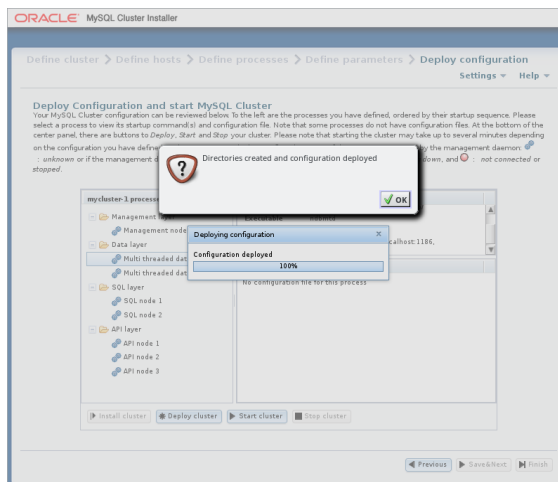 ORACLE® MySQL Cluster Installer
Define cluster > Define hosts > Define processes > Define parameters > Deploy configuration
Settings Help
Deploy Configuration and start MySQL Cluster
Your MySQL Cluster configuration can be reviewed below. To the left are the processes you have defined, ordered by their startup sequence. Please
select a process to view its startup command(s) and configuration file. Note that some processes do not have configuration files. At the bottom of the
center panel, there are buttons to Deploy, Start and Stop your cluster. Please note that starting the cluster may take up to several minutes depending
on the configuration you have define by the management daemon:
: unknown or if the management d down, and : not connected or
stopped.
Directories created and configuration deployed
OK
mycluster-1 processe
Management layer
Executable
Management node
Data layer
calhost:1186,
Multi threaded dat
Multi threaded dat
Deploying configuration
x
Configuration deployed
100%
No configuration file for this process
SQL layer
SQL node 1
SQL node 2
API layer
API node 1
API node 2
API node 3
Install cluster Deploy cluster Start cluster Stop cluster
Previous Save&Next Finish